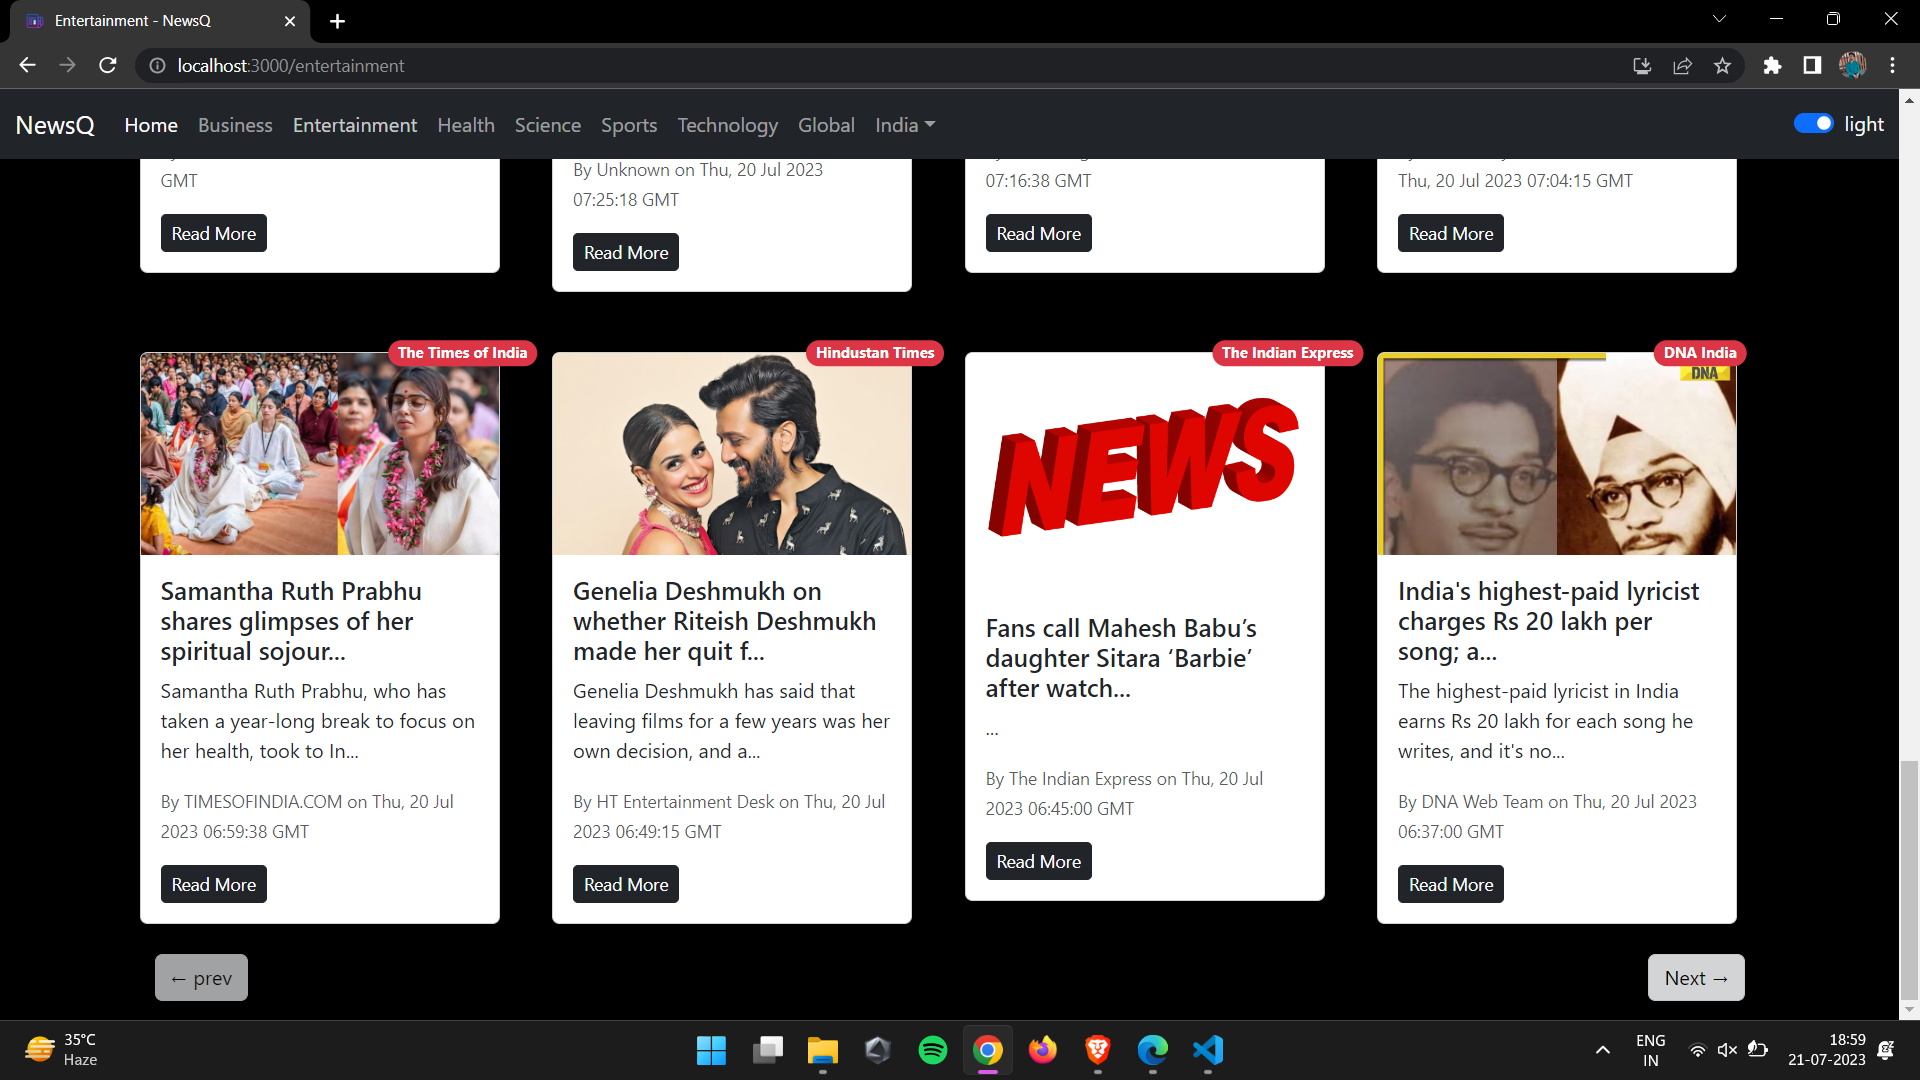 Entertainment - NewsQ
localhost:3000/entertainment
NewsQ Home Business Entertainment Health Science Sports Technology Global India light
GMT
Read More
By Unknown on Thu, 20 Jul 2023
07:25:18 GMT
Read More
07:16:38 GMT
Read More
Thu, 20 Jul 2023 07:04:15 GMT
Read More
The Times of India
Samantha Ruth Prabhu
shares glimpses of her
spiritual sojour...
Samantha Ruth Prabhu, who has
taken a year-long break to focus on
her health, took to In...
By TIMESOFINDIA.COM on Thu, 20 Jul
2023 06:59:38 GMT
Read More
Hindustan Times
Genelia Deshmukh on
whether Riteish Deshmukh
made her quit f...
Genelia Deshmukh has said that
leaving films for a few years was her
own decision, and a...
By HT Entertainment Desk on Thu, 20 Jul
2023 06:49:15 GMT
Read More
The Indian Express
NEWS
Fans call Mahesh Babu’s
daughter Sitara ‘Barbie’
after watch...
...
By The Indian Express on Thu, 20 Jul
2023 06:45:00 GMT
Read More
DNA India
DNA
India's highest-paid lyricist
charges Rs 20 lakh per
song; a...
The highest-paid lyricist in India
earns Rs 20 lakh for each song he
writes, and it's no...
By DNA Web Team on Thu, 20 Jul 2023
06:37:00 GMT
Read More
← prev
Next →
35°C
Haze
ENG
IN
18:59
21-07-2023